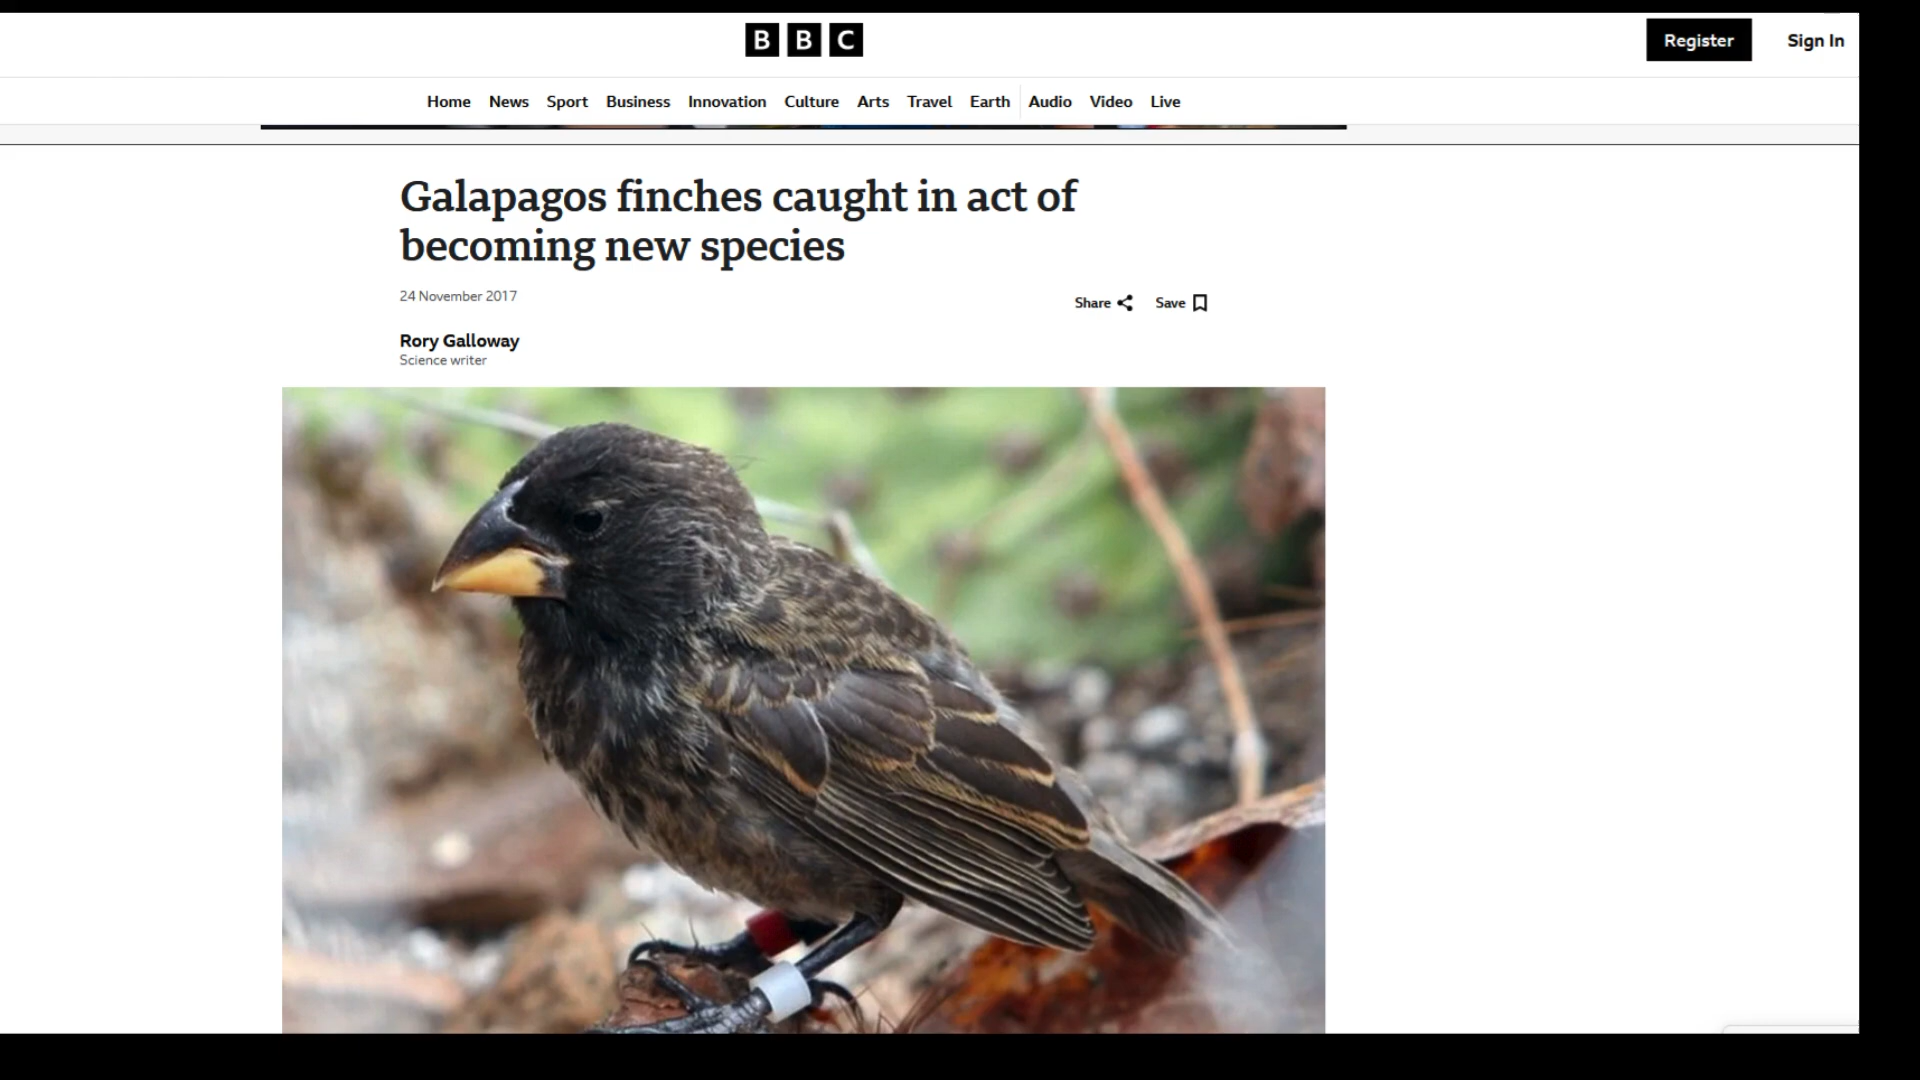 BBC
Register
Sign In
Home News Sport Business Innovation Culture Arts Travel Earth Audio Video Live
Galapagos finches caught in act of
becoming new species
24 November 2017
Share
Save
Rory Galloway
Science writer